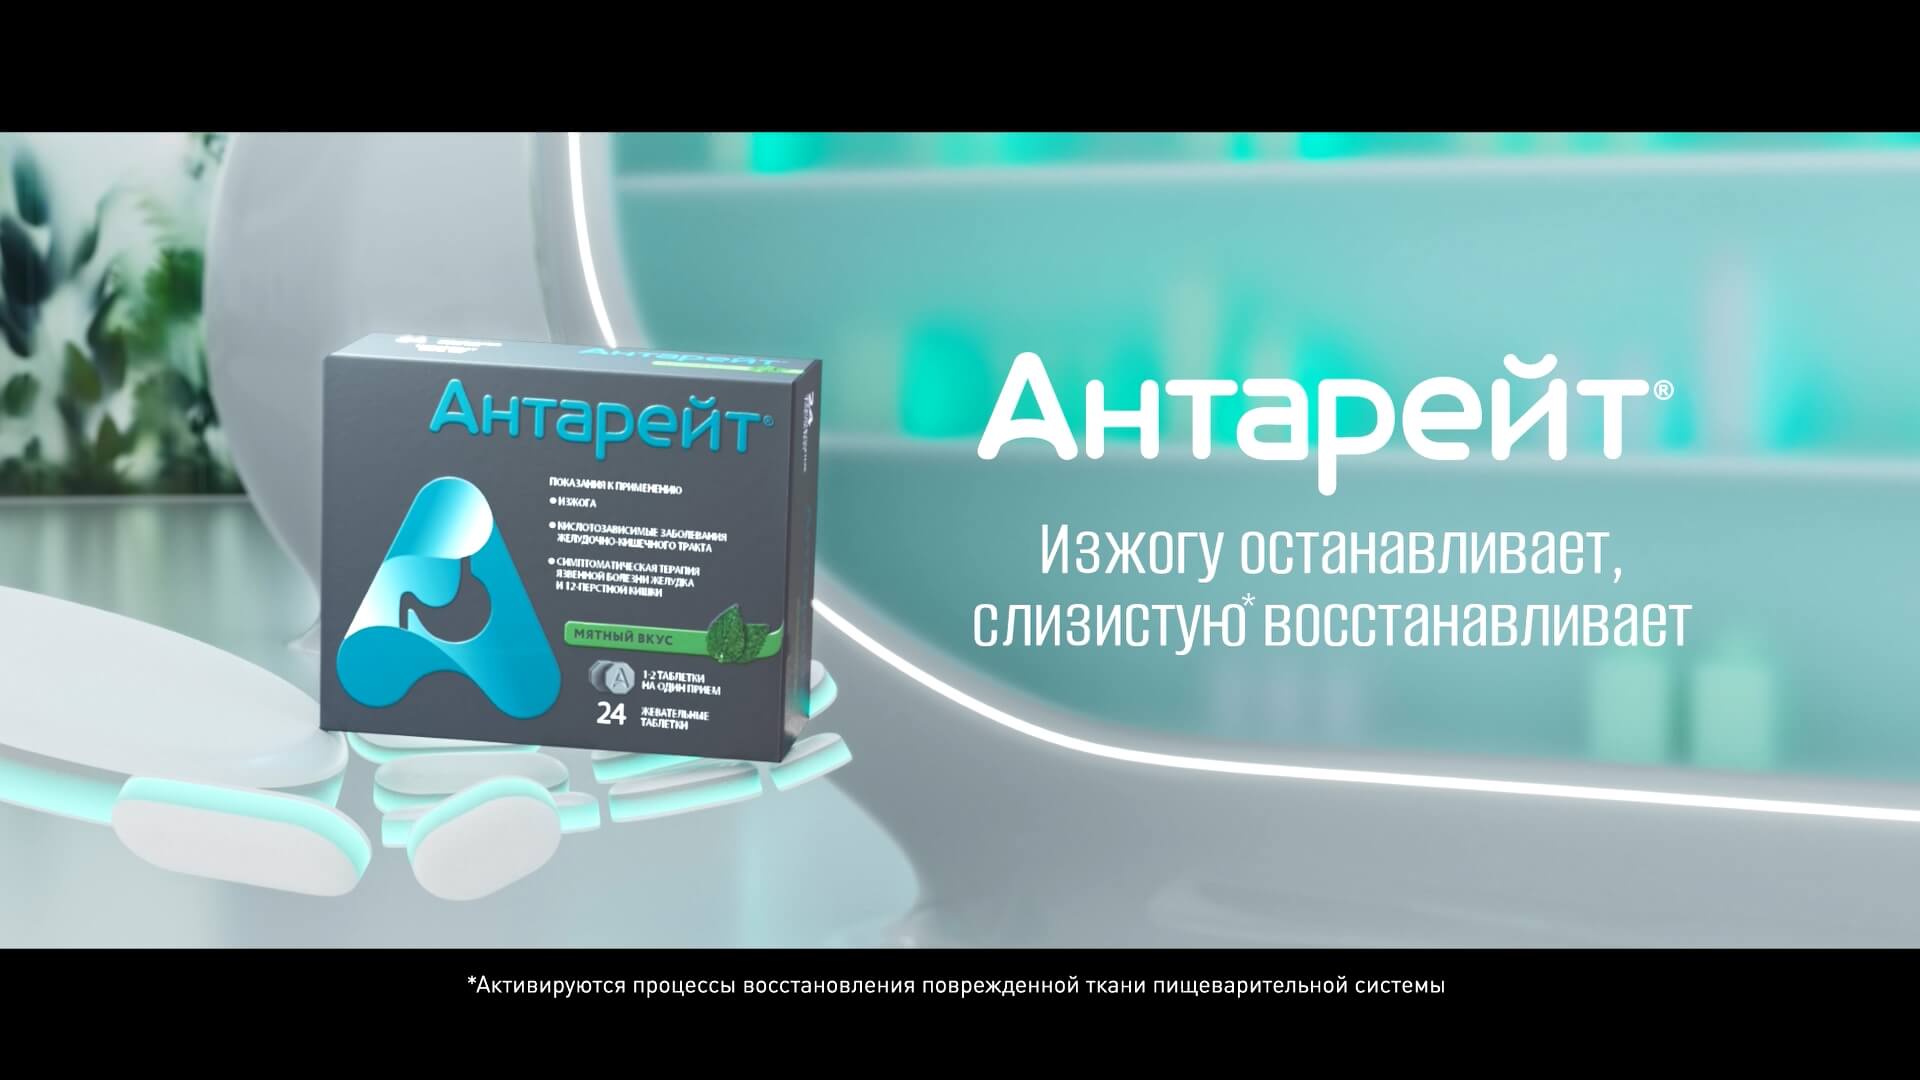 Антарейт
Антарейт®
ПОКАЗАНИЯ К ПРИМЕНЕНИЮ
• ИЗЖОГА
• КИСЛОТОЗАВИСИМЫЕ ЗАБОЛЕВАНИЯ
ЖЕЛУДОЧНО-КИШЕЧНОГО ТРАКТА
• СИМПТОМАТИЧЕСКАЯ ТЕРАПИЯ
ЯЗВЕННОЙ БОЛЕЗНИ ЖЕЛУДКА
И 12-ПЕРСТНОЙ КИШКИ
МЯТНЫЙ ВКУС
А
1-2 ТАБЛЕТКИ
НА ОДИН ПРИЕМ
24
ЖЕВАТЕЛЬНЫЕ
ТАБЛЕТКИ
Антарейт®
Изжогу останавливает,
слизистую* восстанавливает
*Активируются процессы восстановления поврежденной ткани пищеварительной системы